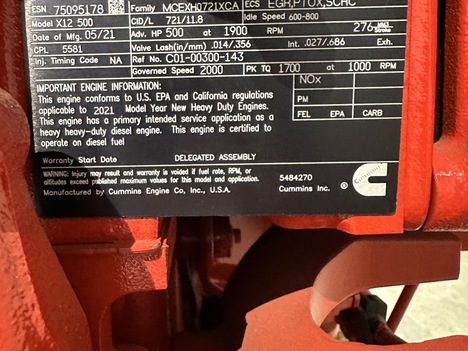 ESN 75095178 Family MCEXH0721XCA ECS EGR,PTOX,SCRC
Model X12 500 CID/L 721/11.8 Idle Speed 600-800
Date of Mfg 05/21 Adv. HP 500 at 1900 RPM 276 MM3/Stroke
CPL 5581 Valve Lash(in/mm) .014/.356 Int. .027/.686 Exh.
Inj. Timing Code NA Ref No. C01-00300-143
Governed Speed 2000 PK TQ 1700 at 1000 RPM
IMPORTANT ENGINE INFORMATION:
This engine conforms to U.S. EPA and California regulations
applicable to 2021 Model Year New Heavy Duty Engines.
This engine has a primary intended service application as a
heavy heavy-duty diesel engine. This engine is certified to
operate on diesel fuel
NOx
PM
FEL EPA CARB
Warranty Start Date DELEGATED ASSEMBLY
WARNING: Injury may result and warranty is voided if fuel rate, RPM, or
altitudes exceed published maximum values for this model and application.
Manufactured by Cummins Engine Co, Inc., U.S.A.
5484270
Cummins Inc. ®
Cummins